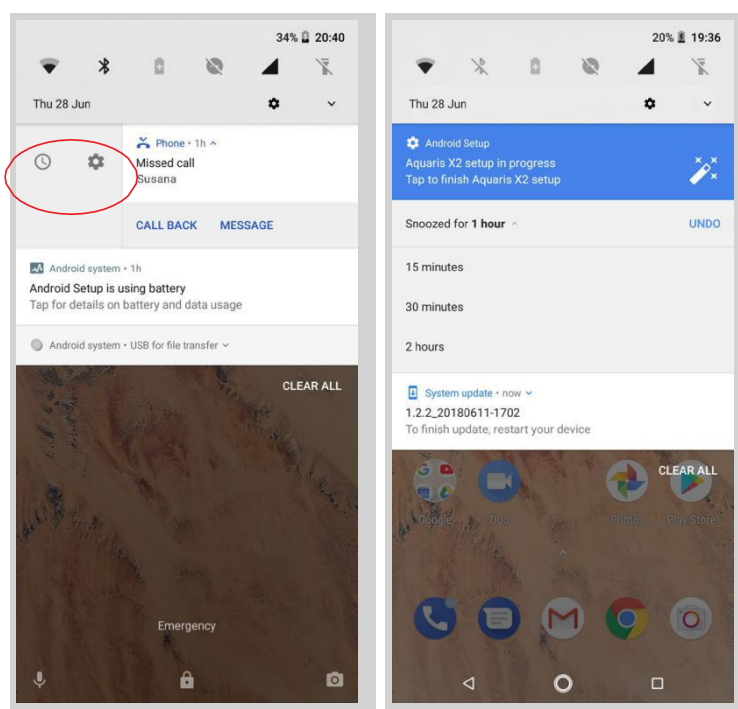 34% 20:40
Thu 28 Jun
Phone • 1h
Missed call
Susana
CALL BACK MESSAGE
Android system • 1h
Android Setup is using battery
Tap for details on battery and data usage
Android system • USB for file transfer
CLEAR ALL
Emergency
20% 19:36
Thu 28 Jun
Android Setup
Aquaris X2 setup in progress
Tap to finish Aquaris X2 setup
Snoozed for 1 hour UNDO
15 minutes
30 minutes
2 hours
System update • now
1.2.2_20180611-1702
To finish update, restart your device
CLEAR ALL
Google Duo Photos Play Store